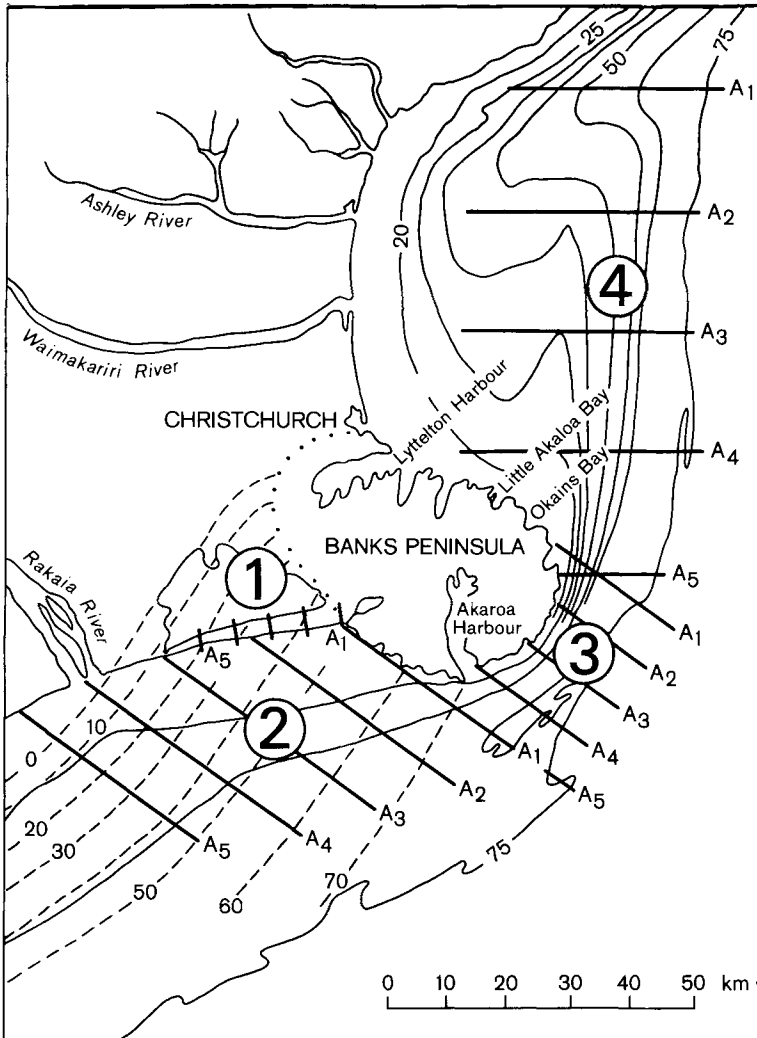 25
50
75
A1
Ashley River
A2
20
4
Waimakariri River
A3
CHRISTCHURCH
Lyttelton Harbour
Little Akaloa Bay
A4
Okains Bay
BANKS PENINSULA
Rakaia River
1
A5
Akaroa
Harbour
A1
A5
A1
3
A2
10
2
A3
0
A1
A4
A2
A5
20
A3
30
A5
A4
75
50
70
60
0 10 20 30 40 50 km